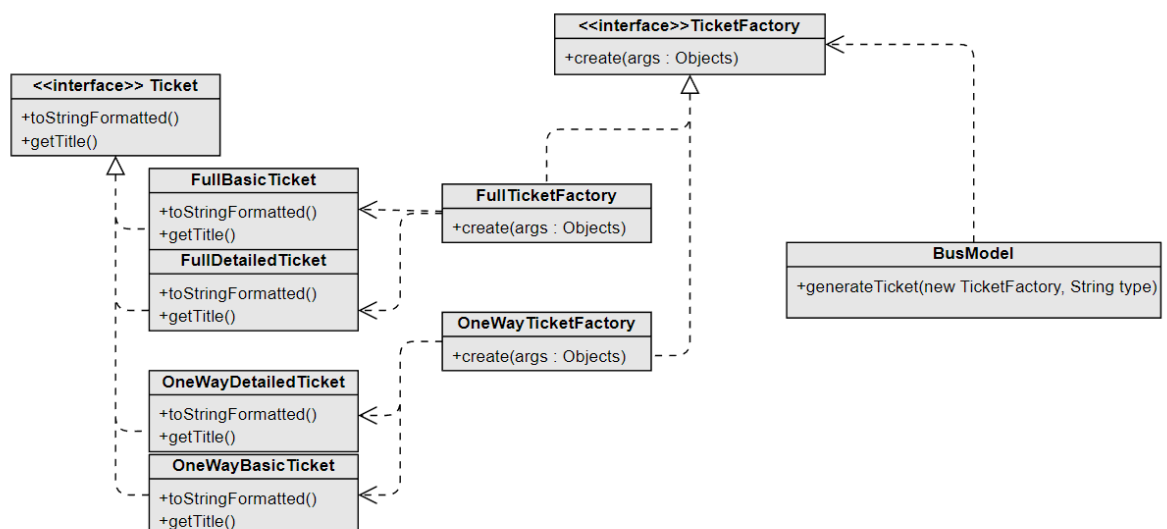 <<interface>>TicketFactory
+create(args : Objects)
<<interface>> Ticket
+toStringFormatted()
+getTitle()
FullBasicTicket
+toStringFormatted()
+getTitle()
FullDetailedTicket
+toStringFormatted()
+getTitle()
FullTicketFactory
+create(args : Objects)
BusModel
+generateTicket(new TicketFactory, String type)
OneWayTicketFactory
+create(args : Objects)
OneWayDetailedTicket
+toStringFormatted()
+getTitle()
OneWayBasicTicket
+toStringFormatted()
+getTitle()